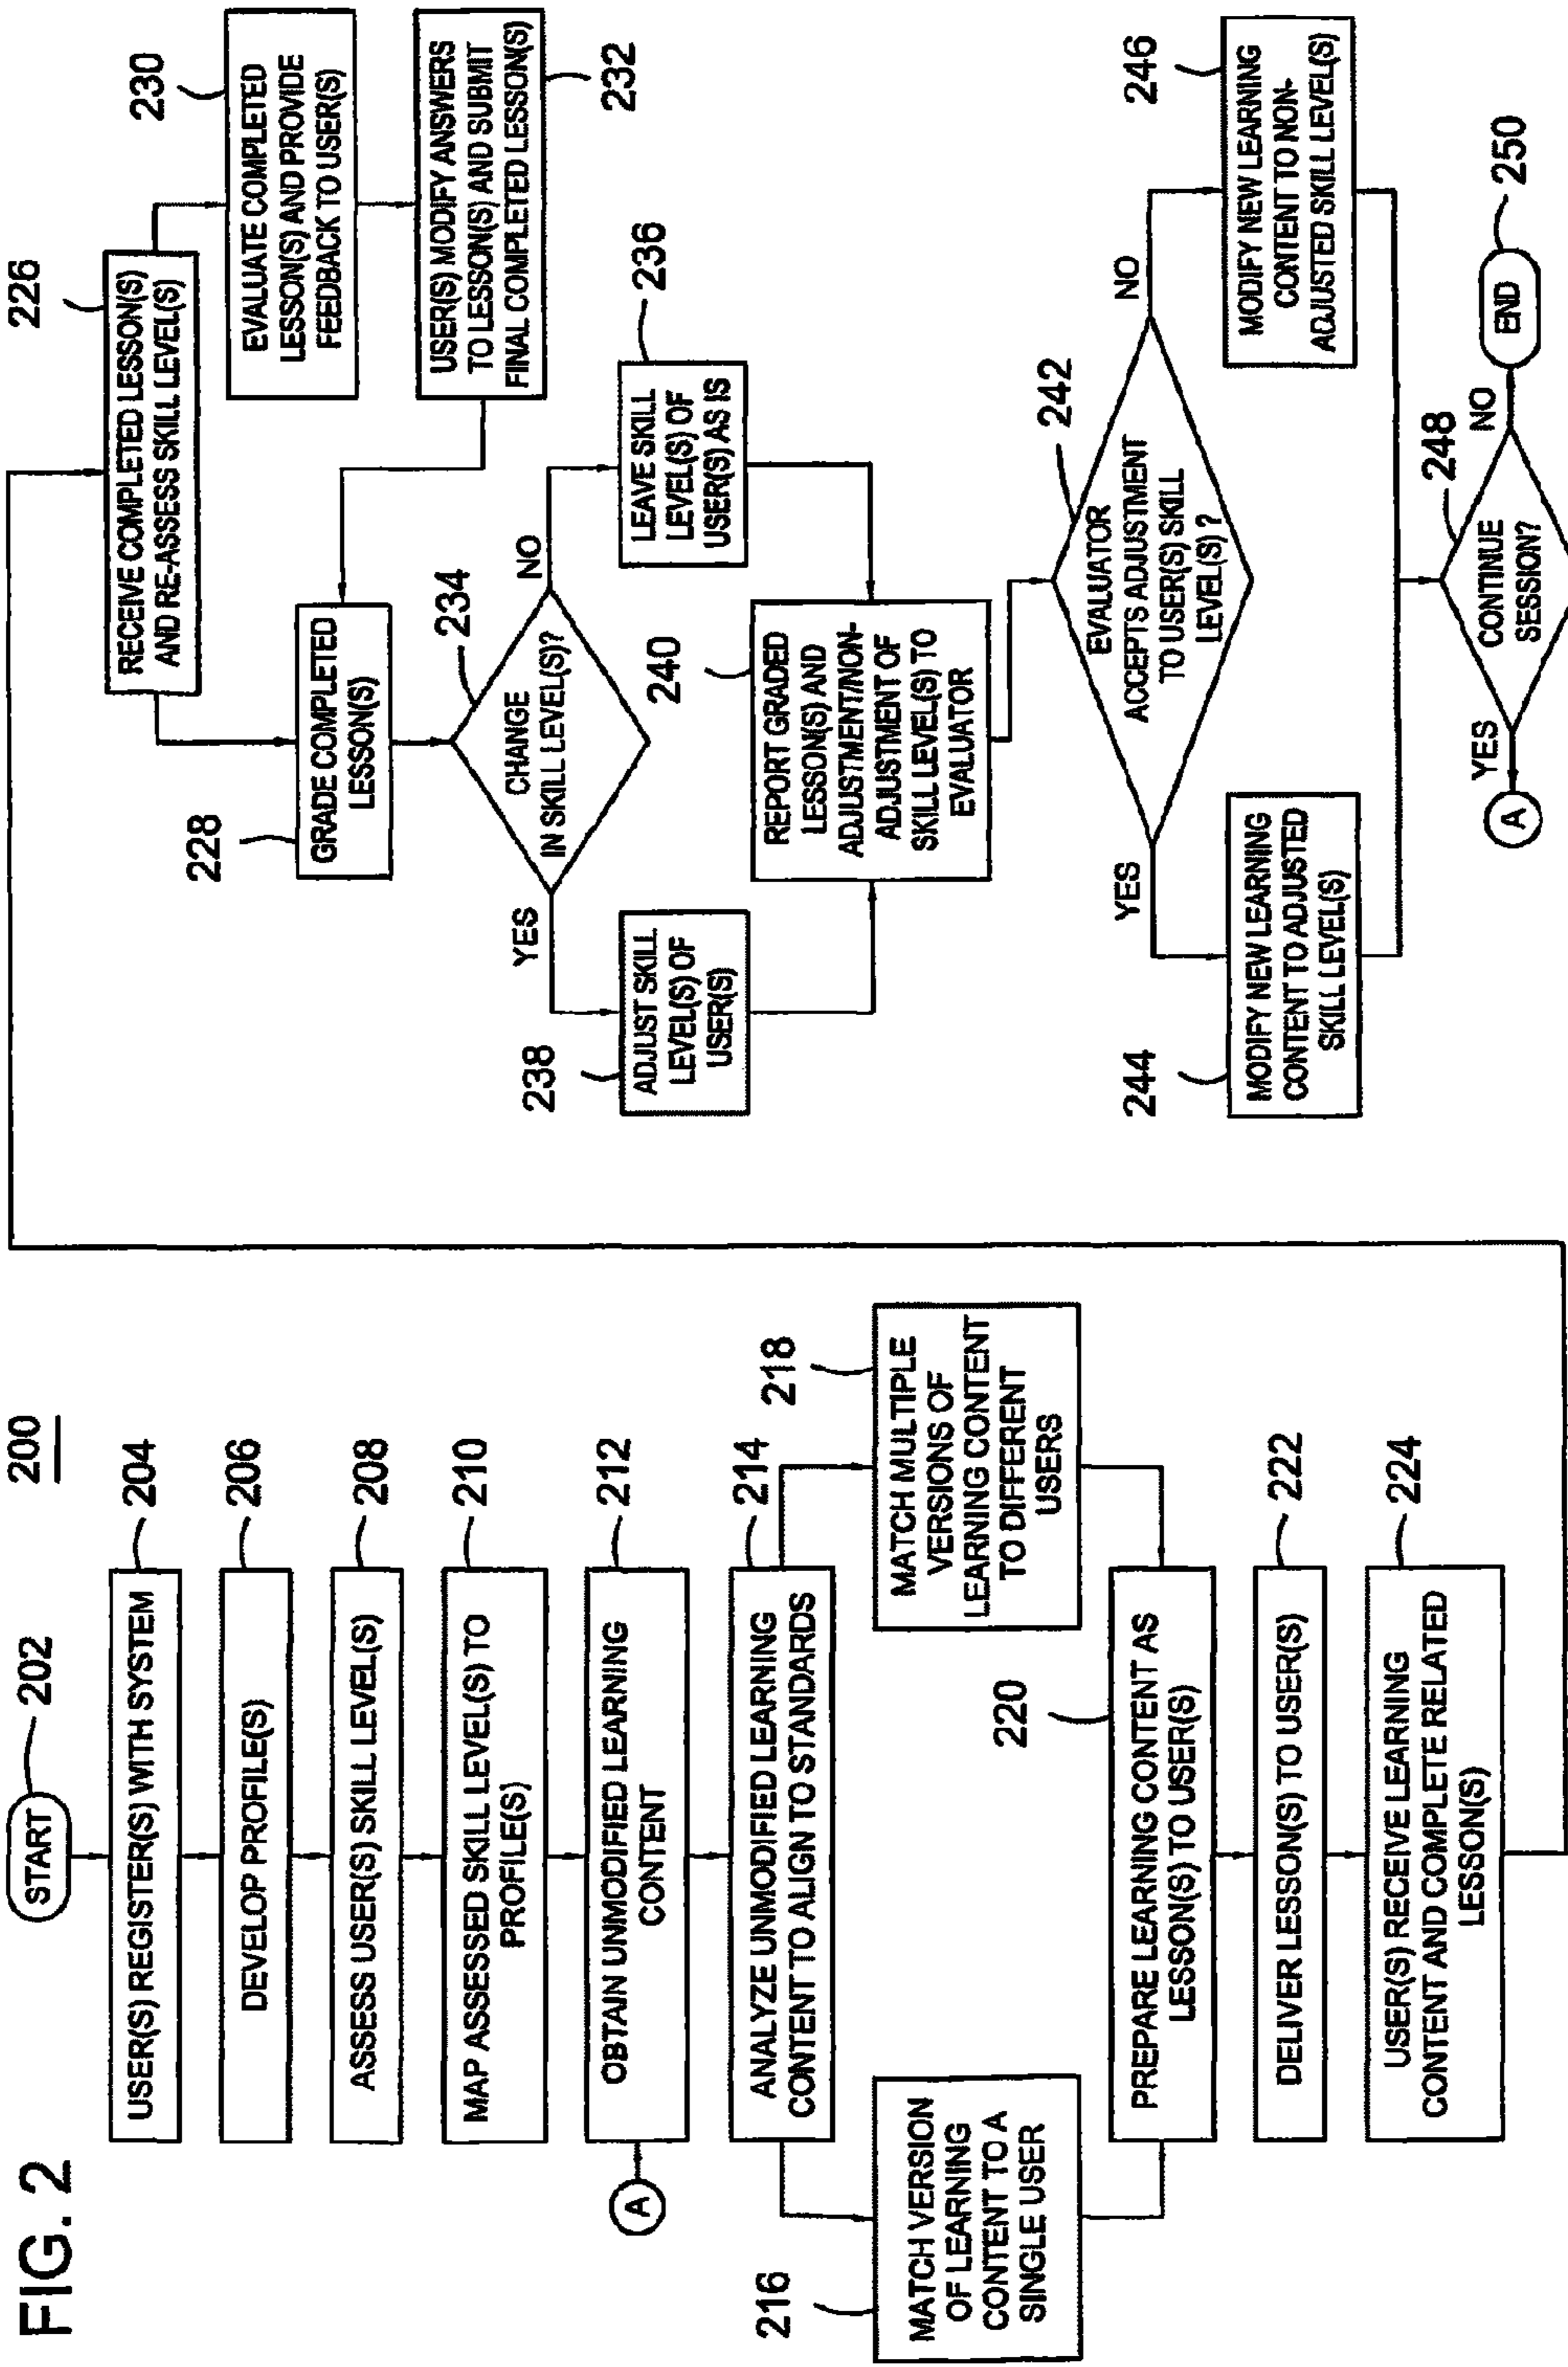 FIG. 2
200
START
202
USER(S) REGISTER(S) WITH SYSTEM
204
DEVELOP PROFILE(S)
206
ASSESS USER(S) SKILL LEVEL(S)
208
MAP ASSESSED SKILL LEVEL(S) TO
PROFILE(S)
210
A
OBTAIN UNMODIFIED LEARNING
CONTENT
212
ANALYZE UNMODIFIED LEARNING
CONTENT TO ALIGN TO STANDARDS
214
216
MATCH VERSION
OF LEARNING
CONTENT TO A
SINGLE USER
218
MATCH MULTIPLE
VERSIONS OF
LEARNING CONTENT
TO DIFFERENT
USERS
220
PREPARE LEARNING CONTENT AS
LESSON(S) TO USER(S)
DELIVER LESSON(S) TO USER(S)
222
USER(S) RECEIVE LEARNING
CONTENT AND COMPLETE RELATED
LESSON(S)
224
226
RECEIVE COMPLETED LESSON(S)
AND RE-ASSESS SKILL LEVEL(S)
228
GRADE COMPLETED
LESSON(S)
230
EVALUATE COMPLETED
LESSON(S) AND PROVIDE
FEEDBACK TO USER(S)
USER(S) MODIFY ANSWERS
TO LESSON(S) AND SUBMIT
FINAL COMPLETED LESSON(S)
232
234
CHANGE
IN SKILL LEVEL(S)?
YES
NO
236
LEAVE SKILL
LEVEL(S) OF
USER(S) AS IS
238
ADJUST SKILL
LEVEL(S) OF
USER(S)
240
REPORT GRADED
LESSON(S) AND
ADJUSTMENT/NON-
ADJUSTMENT OF
SKILL LEVEL(S) TO
EVALUATOR
242
EVALUATOR
ACCEPTS ADJUSTMENT
TO USER(S) SKILL
LEVEL(S) ?
YES
NO
244
MODIFY NEW LEARNING
CONTENT TO ADJUSTED
SKILL LEVEL(S)
246
MODIFY NEW LEARNING
CONTENT TO NON-
ADJUSTED SKILL LEVEL(S)
248
CONTINUE
SESSION?
YES
NO
A
END
250